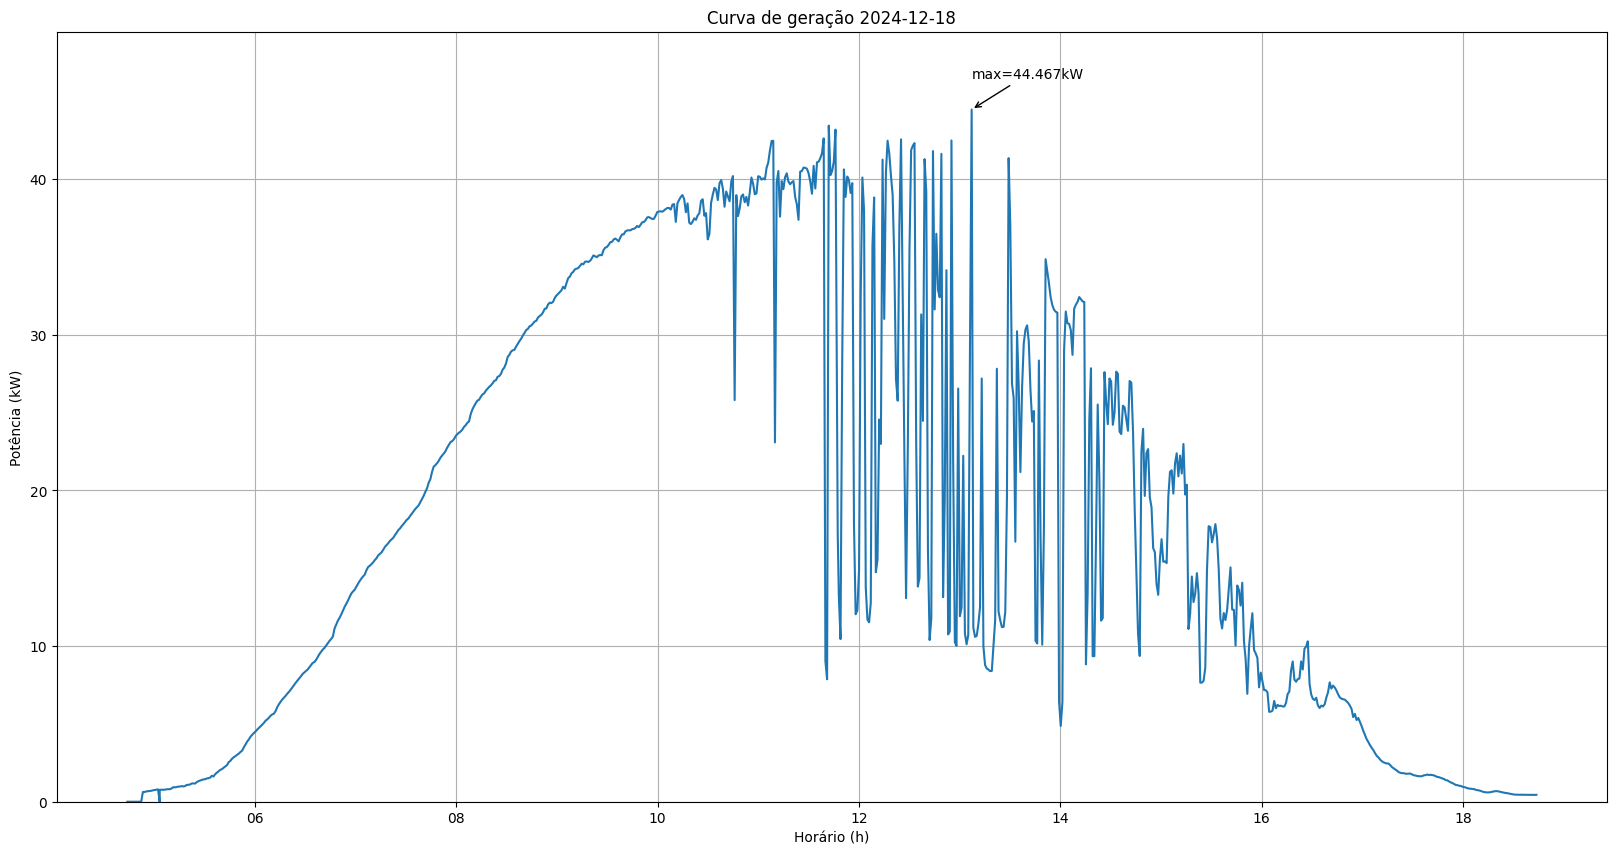 Curva de geração 2024-12-18
max=44.467kW
Potência (kW)
40
30
20
10
0
06 08 10 12 14 16 18
Horário (h)